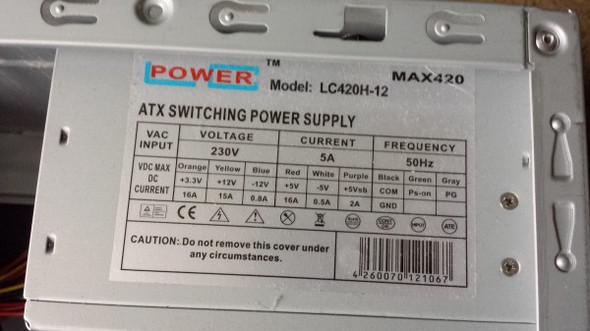 POWER TM
Model: LC420H-12 MAX420
ATX SWITCHING POWER SUPPLY
VAC INPUT VOLTAGE CURRENT FREQUENCY
230V 5A 50Hz
VDC MAX DC CURRENT Orange Yellow Blue Red White Purple Black Green Gray
+3.3V +12V -12V +5V -5V +5Vsb COM Ps-on PG
16A 15A 0.8A 16A 0.5A 2A GND
CE INPUT ATE
CAUTION: Do not remove this cover under
any circumstances.
4 260070 121067